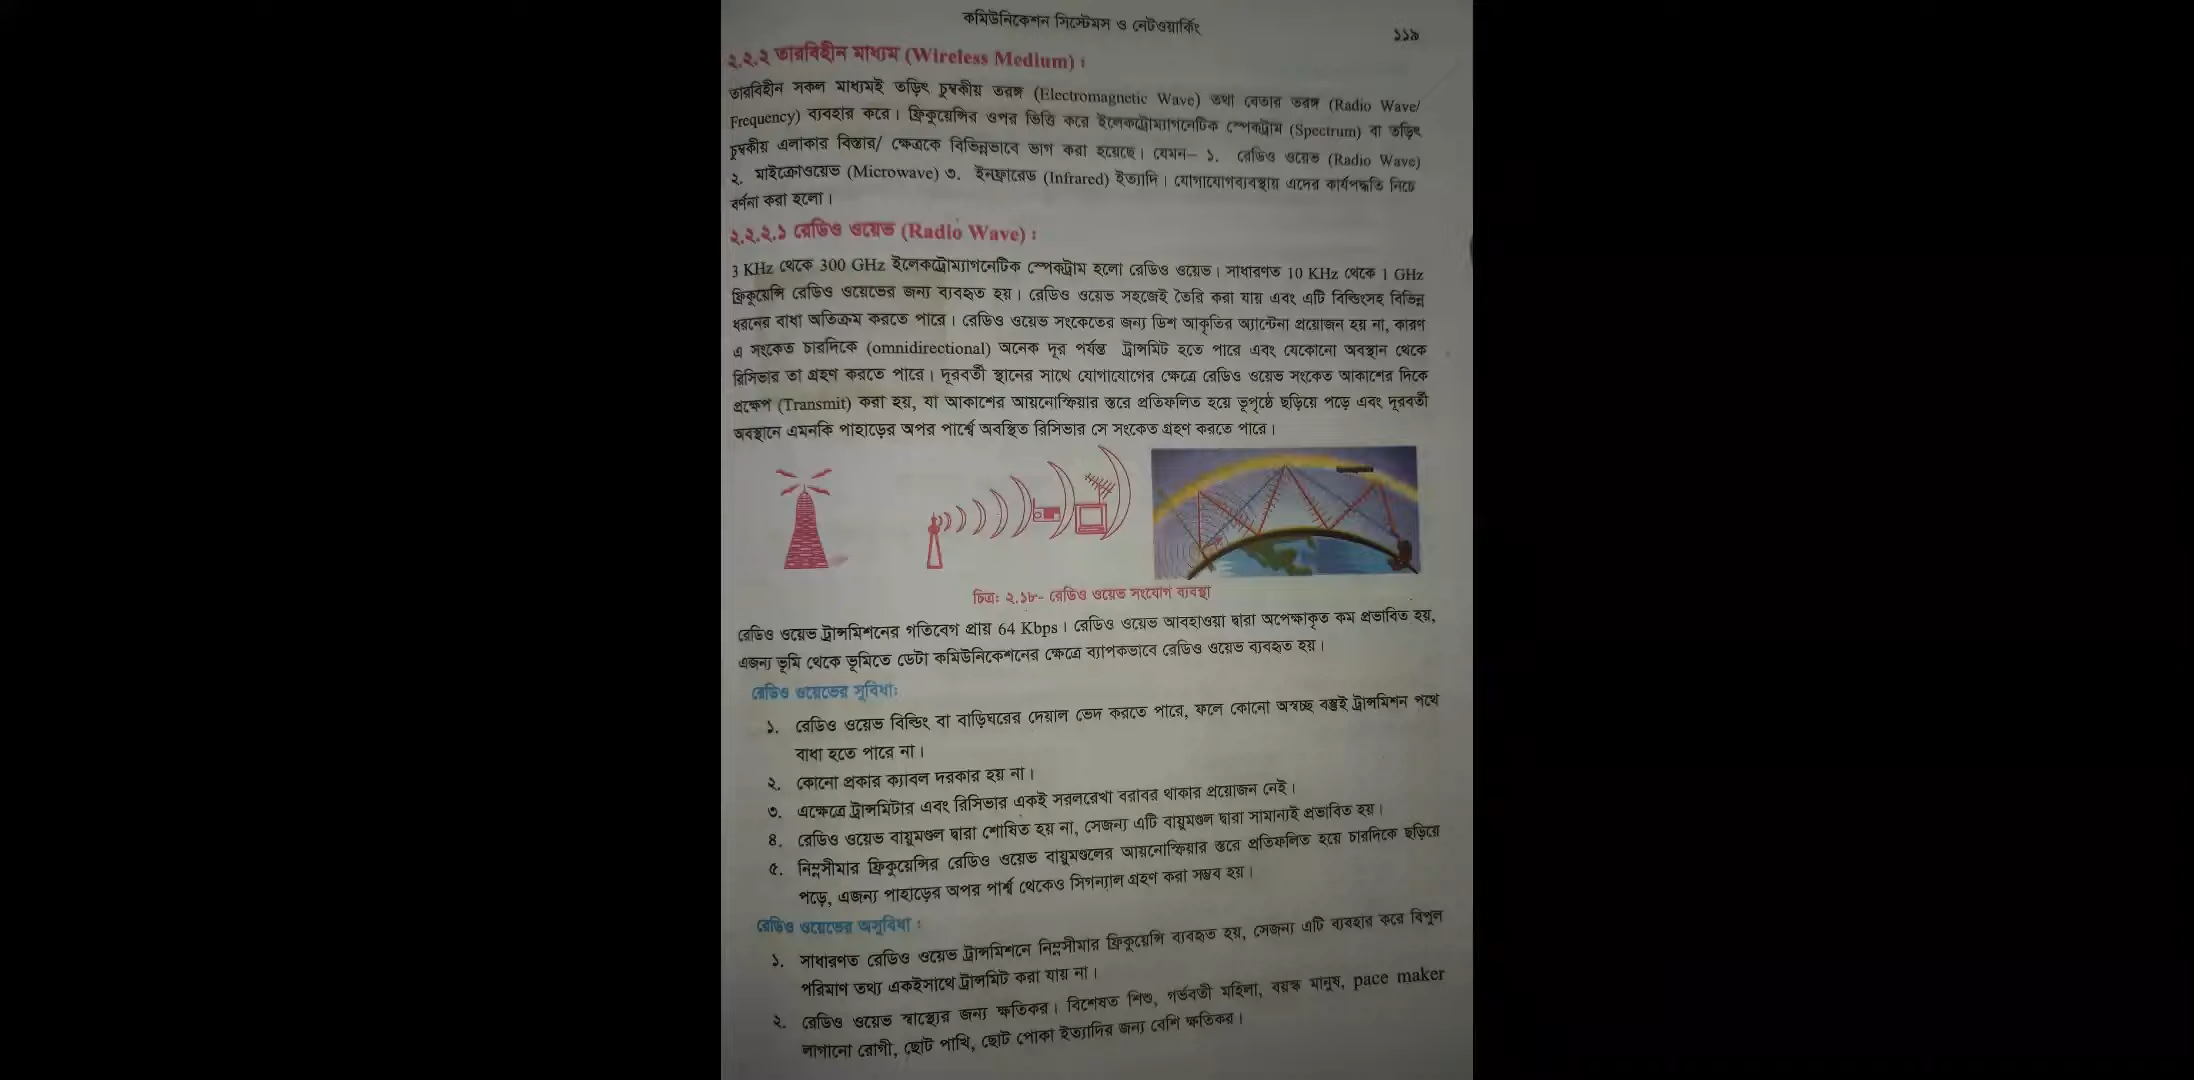 কমিউনিকেশন সিস্টেমস ও নেটওয়ার্কিং
১১৯
২.২.২ তারবিহীন মাধ্যম (Wireless Medium) :
তারবিহীন সকল মাধ্যমই তড়িৎ চুম্বকীয় তরঙ্গ (Electromagnetic Wave) তথা বেতার তরঙ্গ (Radio Wave/
Frequency) ব্যবহার করে। ফ্রিকুয়েন্সির ওপর ভিত্তি করে ইলেকট্রোম্যাগনেটিক স্পেকট্রাম (Spectrum) বা তড়িৎ
চুম্বকীয় এলাকার বিস্তার/ ক্ষেত্রকে বিভিন্নভাবে ভাগ করা হয়েছে। যেমন– ১. রেডিও ওয়েভ (Radio Wave)
২. মাইক্রোওয়েভ (Microwave) ৩. ইনফ্রারেড (Infrared) ইত্যাদি। যোগাযোগব্যবস্থায় এদের কার্যপদ্ধতি নিচে
বর্ণনা করা হলো।
২.২.২.১ রেডিও ওয়েভ (Radio Wave) :
3 KHz থেকে 300 GHz ইলেকট্রোম্যাগনেটিক স্পেকট্রাম হলো রেডিও ওয়েভ। সাধারণত 10 KHz থেকে 1 GHz
ফ্রিকুয়েন্সি রেডিও ওয়েভের জন্য ব্যবহৃত হয়। রেডিও ওয়েভ সহজেই তৈরি করা যায় এবং এটি বিল্ডিংসহ বিভিন্ন
ধরনের বাধা অতিক্রম করতে পারে। রেডিও ওয়েভ সংকেতের জন্য ডিশ আকৃতির অ্যান্টেনা প্রয়োজন হয় না, কারণ
এ সংকেত চারদিকে (omnidirectional) অনেক দূর পর্যন্ত ট্রান্সমিট হতে পারে এবং যেকোনো অবস্থান থেকে
রিসিভার তা গ্রহণ করতে পারে। দূরবর্তী স্থানের সাথে যোগাযোগের ক্ষেত্রে রেডিও ওয়েভ সংকেত আকাশের দিকে
প্রক্ষেপ (Transmit) করা হয়, যা আকাশের আয়নোস্ফিয়ার স্তরে প্রতিফলিত হয়ে ভূপৃষ্ঠে ছড়িয়ে পড়ে এবং দূরবর্তী
অবস্থানে এমনকি পাহাড়ের অপর পার্শ্বে অবস্থিত রিসিভার সে সংকেত গ্রহণ করতে পারে।
চিত্র: ২.১৮- রেডিও ওয়েভ সংযোগ ব্যবস্থা
রেডিও ওয়েভ ট্রান্সমিশনের গতিবেগ প্রায় 64 Kbps। রেডিও ওয়েভ আবহাওয়া দ্বারা অপেক্ষাকৃত কম প্রভাবিত হয়,
এজন্য ভূমি থেকে ভূমিতে ডেটা কমিউনিকেশনের ক্ষেত্রে ব্যাপকভাবে রেডিও ওয়েভ ব্যবহৃত হয়।
রেডিও ওয়েভের সুবিধা:
১. রেডিও ওয়েভ বিল্ডিং বা বাড়িঘরের দেয়াল ভেদ করতে পারে, ফলে কোনো অস্বচ্ছ বস্তুই ট্রান্সমিশন পথে
বাধা হতে পারে না।
২. কোনো প্রকার ক্যাবল দরকার হয় না।
৩. এক্ষেত্রে ট্রান্সমিটার এবং রিসিভার একই সরলরেখা বরাবর থাকার প্রয়োজন নেই।
৪. রেডিও ওয়েভ বায়ুমণ্ডল দ্বারা শোষিত হয় না, সেজন্য এটি বায়ুমণ্ডল দ্বারা সামান্যই প্রভাবিত হয়।
৫. নিম্নসীমার ফ্রিকুয়েন্সির রেডিও ওয়েভ বায়ুমণ্ডলের আয়নোস্ফিয়ার স্তরে প্রতিফলিত হয়ে চারদিকে ছড়িয়ে
পড়ে, এজন্য পাহাড়ের অপর পার্শ্ব থেকেও সিগন্যাল গ্রহণ করা সম্ভব হয়।
রেডিও ওয়েভের অসুবিধা :
১. সাধারণত রেডিও ওয়েভ ট্রান্সমিশনে নিম্নসীমার ফ্রিকুয়েন্সি ব্যবহৃত হয়, সেজন্য এটি ব্যবহার করে বিপুল
পরিমাণ তথ্য একইসাথে ট্রান্সমিট করা যায় না।
২. রেডিও ওয়েভ স্বাস্থ্যের জন্য ক্ষতিকর। বিশেষত শিশু, গর্ভবতী মহিলা, বয়স্ক মানুষ, pace maker
লাগানো রোগী, ছোট পাখি, ছোট পোকা ইত্যাদির জন্য বেশি ক্ষতিকর।